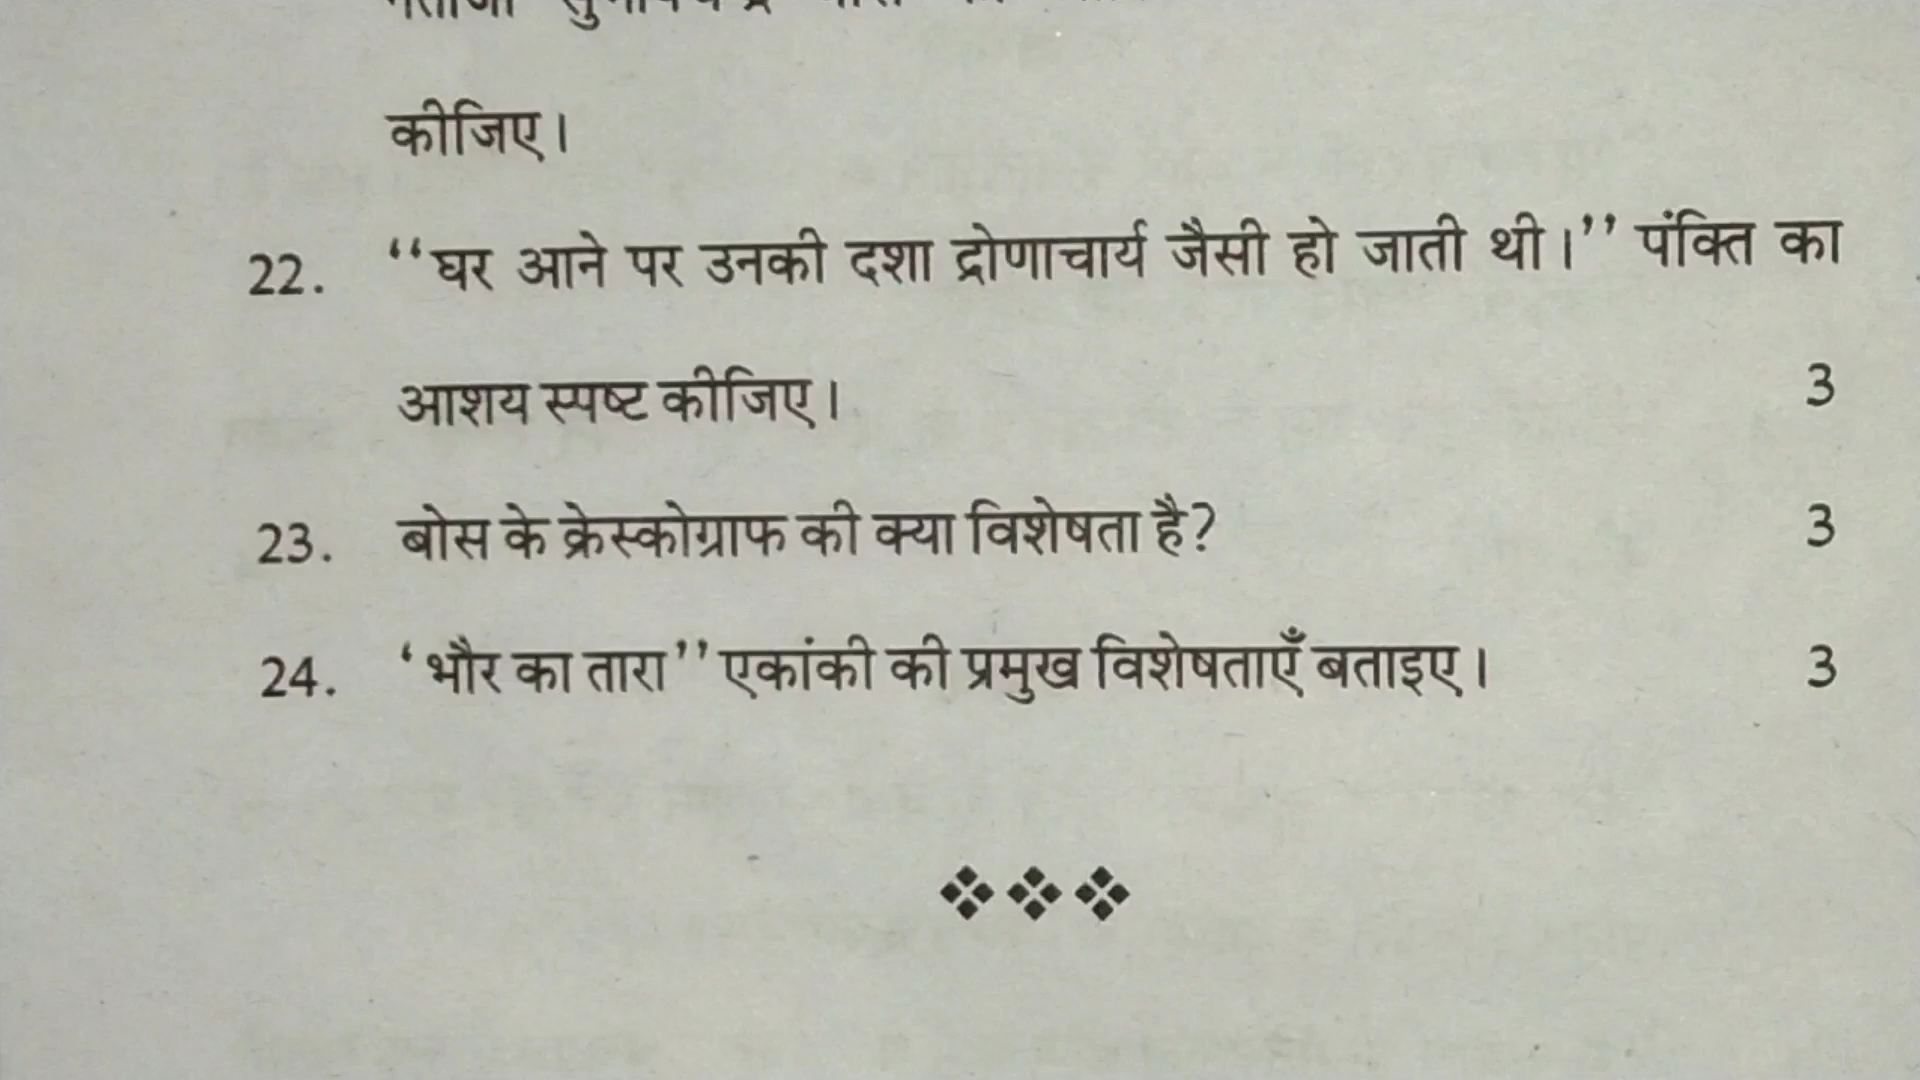 कीजिए।
22. ‘‘घर आने पर उनकी दशा द्रोणाचार्य जैसी हो जाती थी।’’ पंक्ति का
आशय स्पष्ट कीजिए। 3
23. बोस के क्रेस्कोग्राफ की क्या विशेषता है? 3
24. ‘भौर का तारा’’ एकांकी की प्रमुख विशेषताएँ बताइए। 3